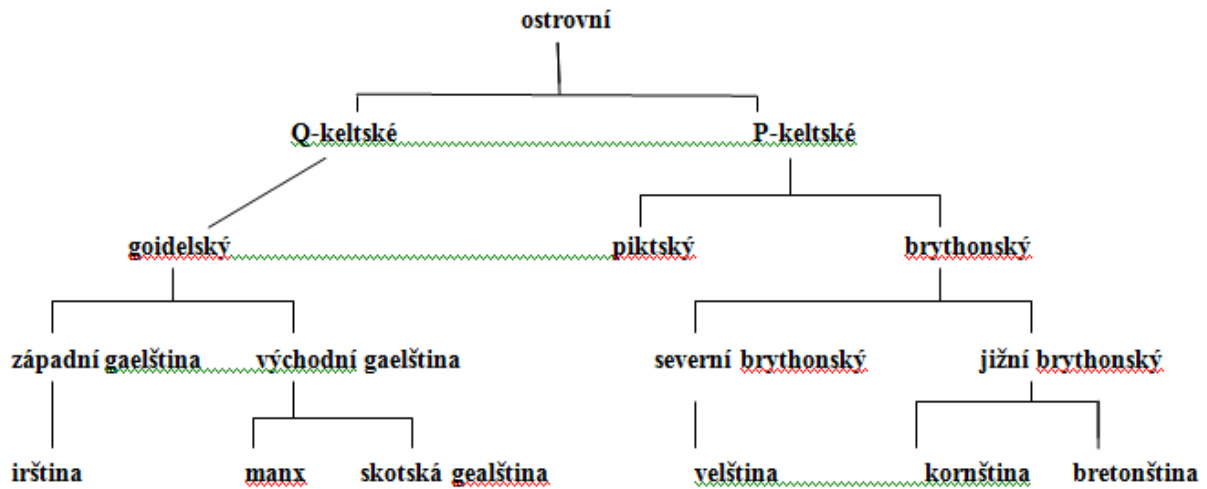 ostrovní
Q-keltské P-keltské
goidelský piktský brythonský
západní gaelština východní gaelština severní brythonský jižní brythonský
irština manx skotská gealština velština kornština bretonština